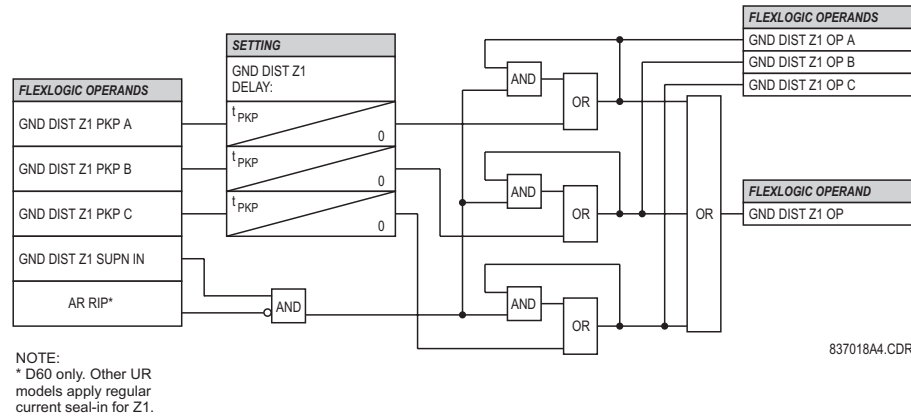 FLEXLOGIC OPERANDS
GND DIST Z1 PKP A
GND DIST Z1 PKP B
GND DIST Z1 PKP C
GND DIST Z1 SUPN IN
AR RIP*
NOTE:
* D60 only. Other UR
models apply regular
current seal-in for Z1.
SETTING
GND DIST Z1
DELAY:
tPKP
0
tPKP
0
tPKP
0
AND
AND
OR
AND
OR
AND
OR
OR
FLEXLOGIC OPERANDS
GND DIST Z1 OP A
GND DIST Z1 OP B
GND DIST Z1 OP C
FLEXLOGIC OPERAND
GND DIST Z1 OP
837018A4.CDR